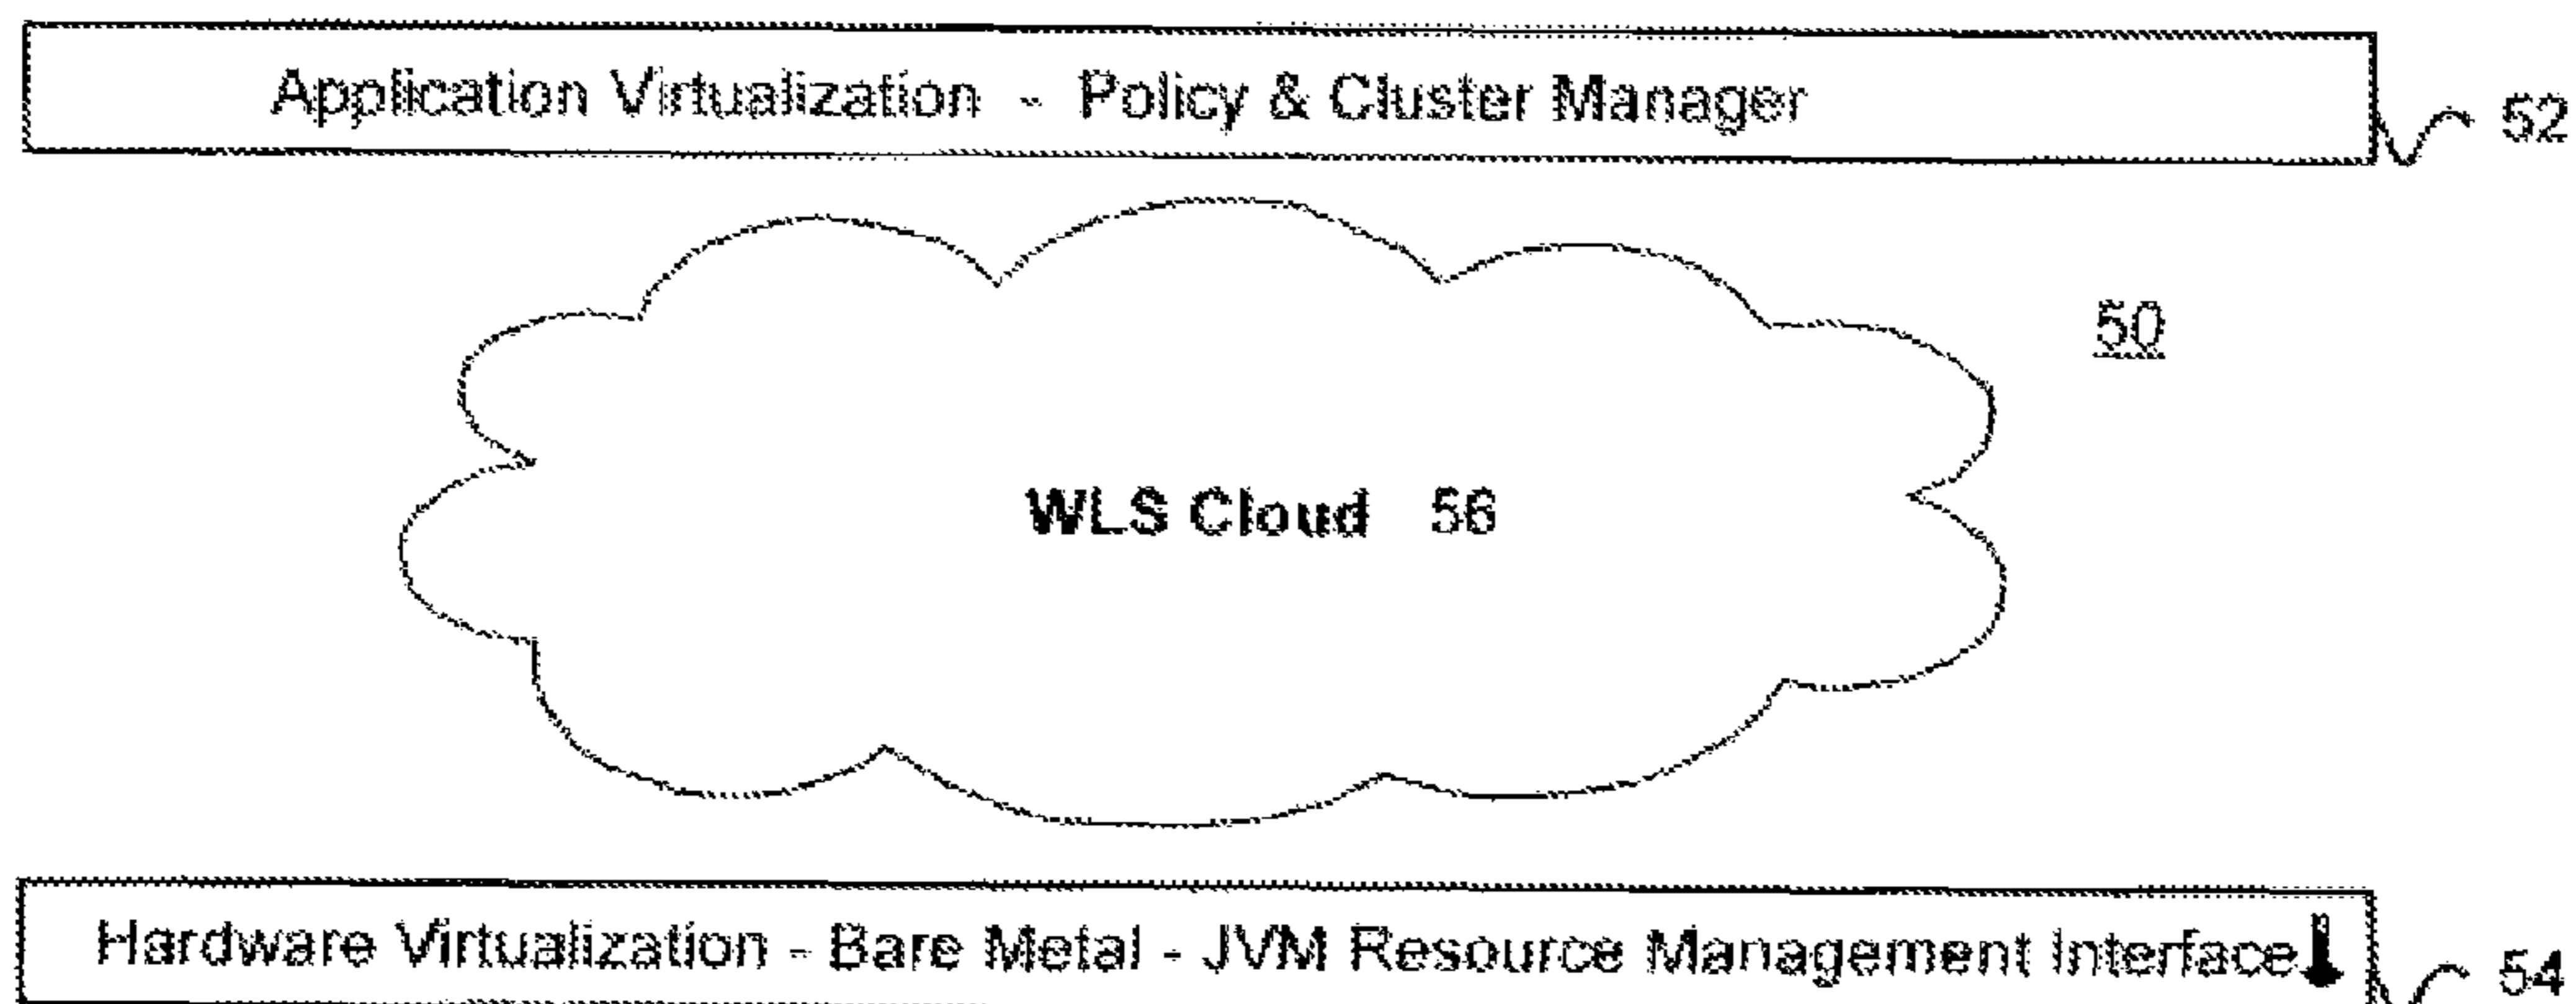 Application Virtualization - Policy & Cluster Manager
52
50
WLS Cloud 56
Hardware Virtualization - Bare Metal - JVM Resource Management Interface
54